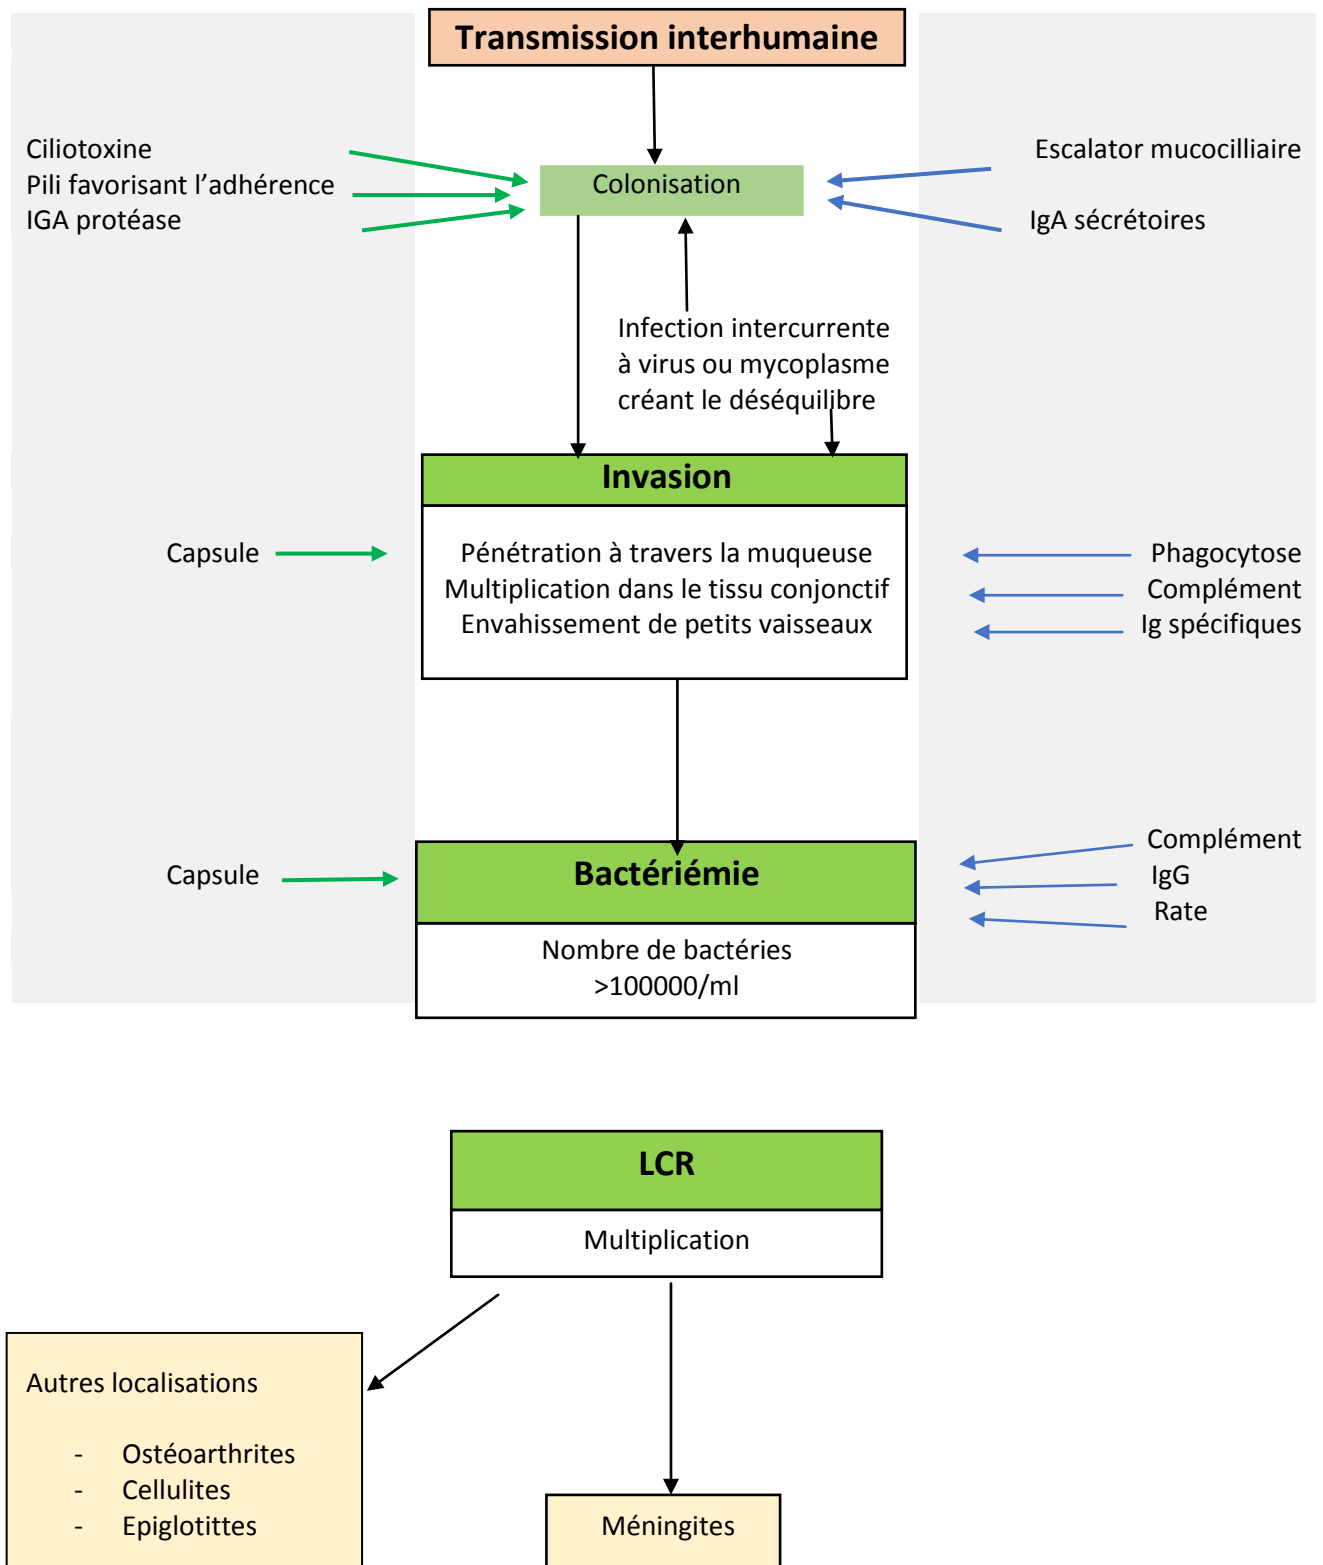 Transmission interhumaine
Ciliotoxine
Pili favorisant l’adhérence
IGA protéase
Colonisation
Escalator mucocilliaire
IgA sécrétoires
Infection intercurrente
à virus ou mycoplasme
créant le déséquilibre
Invasion
Capsule
Pénétration à travers la muqueuse
Multiplication dans le tissu conjonctif
Envahissement de petits vaisseaux
Phagocytose
Complément
Ig spécifiques
Capsule
Bactériémie
Nombre de bactéries
>100000/ml
Complément
IgG
Rate
LCR
Multiplication
Autres localisations
- Ostéoarthrites
- Cellulites
- Epiglotittes
Méningites